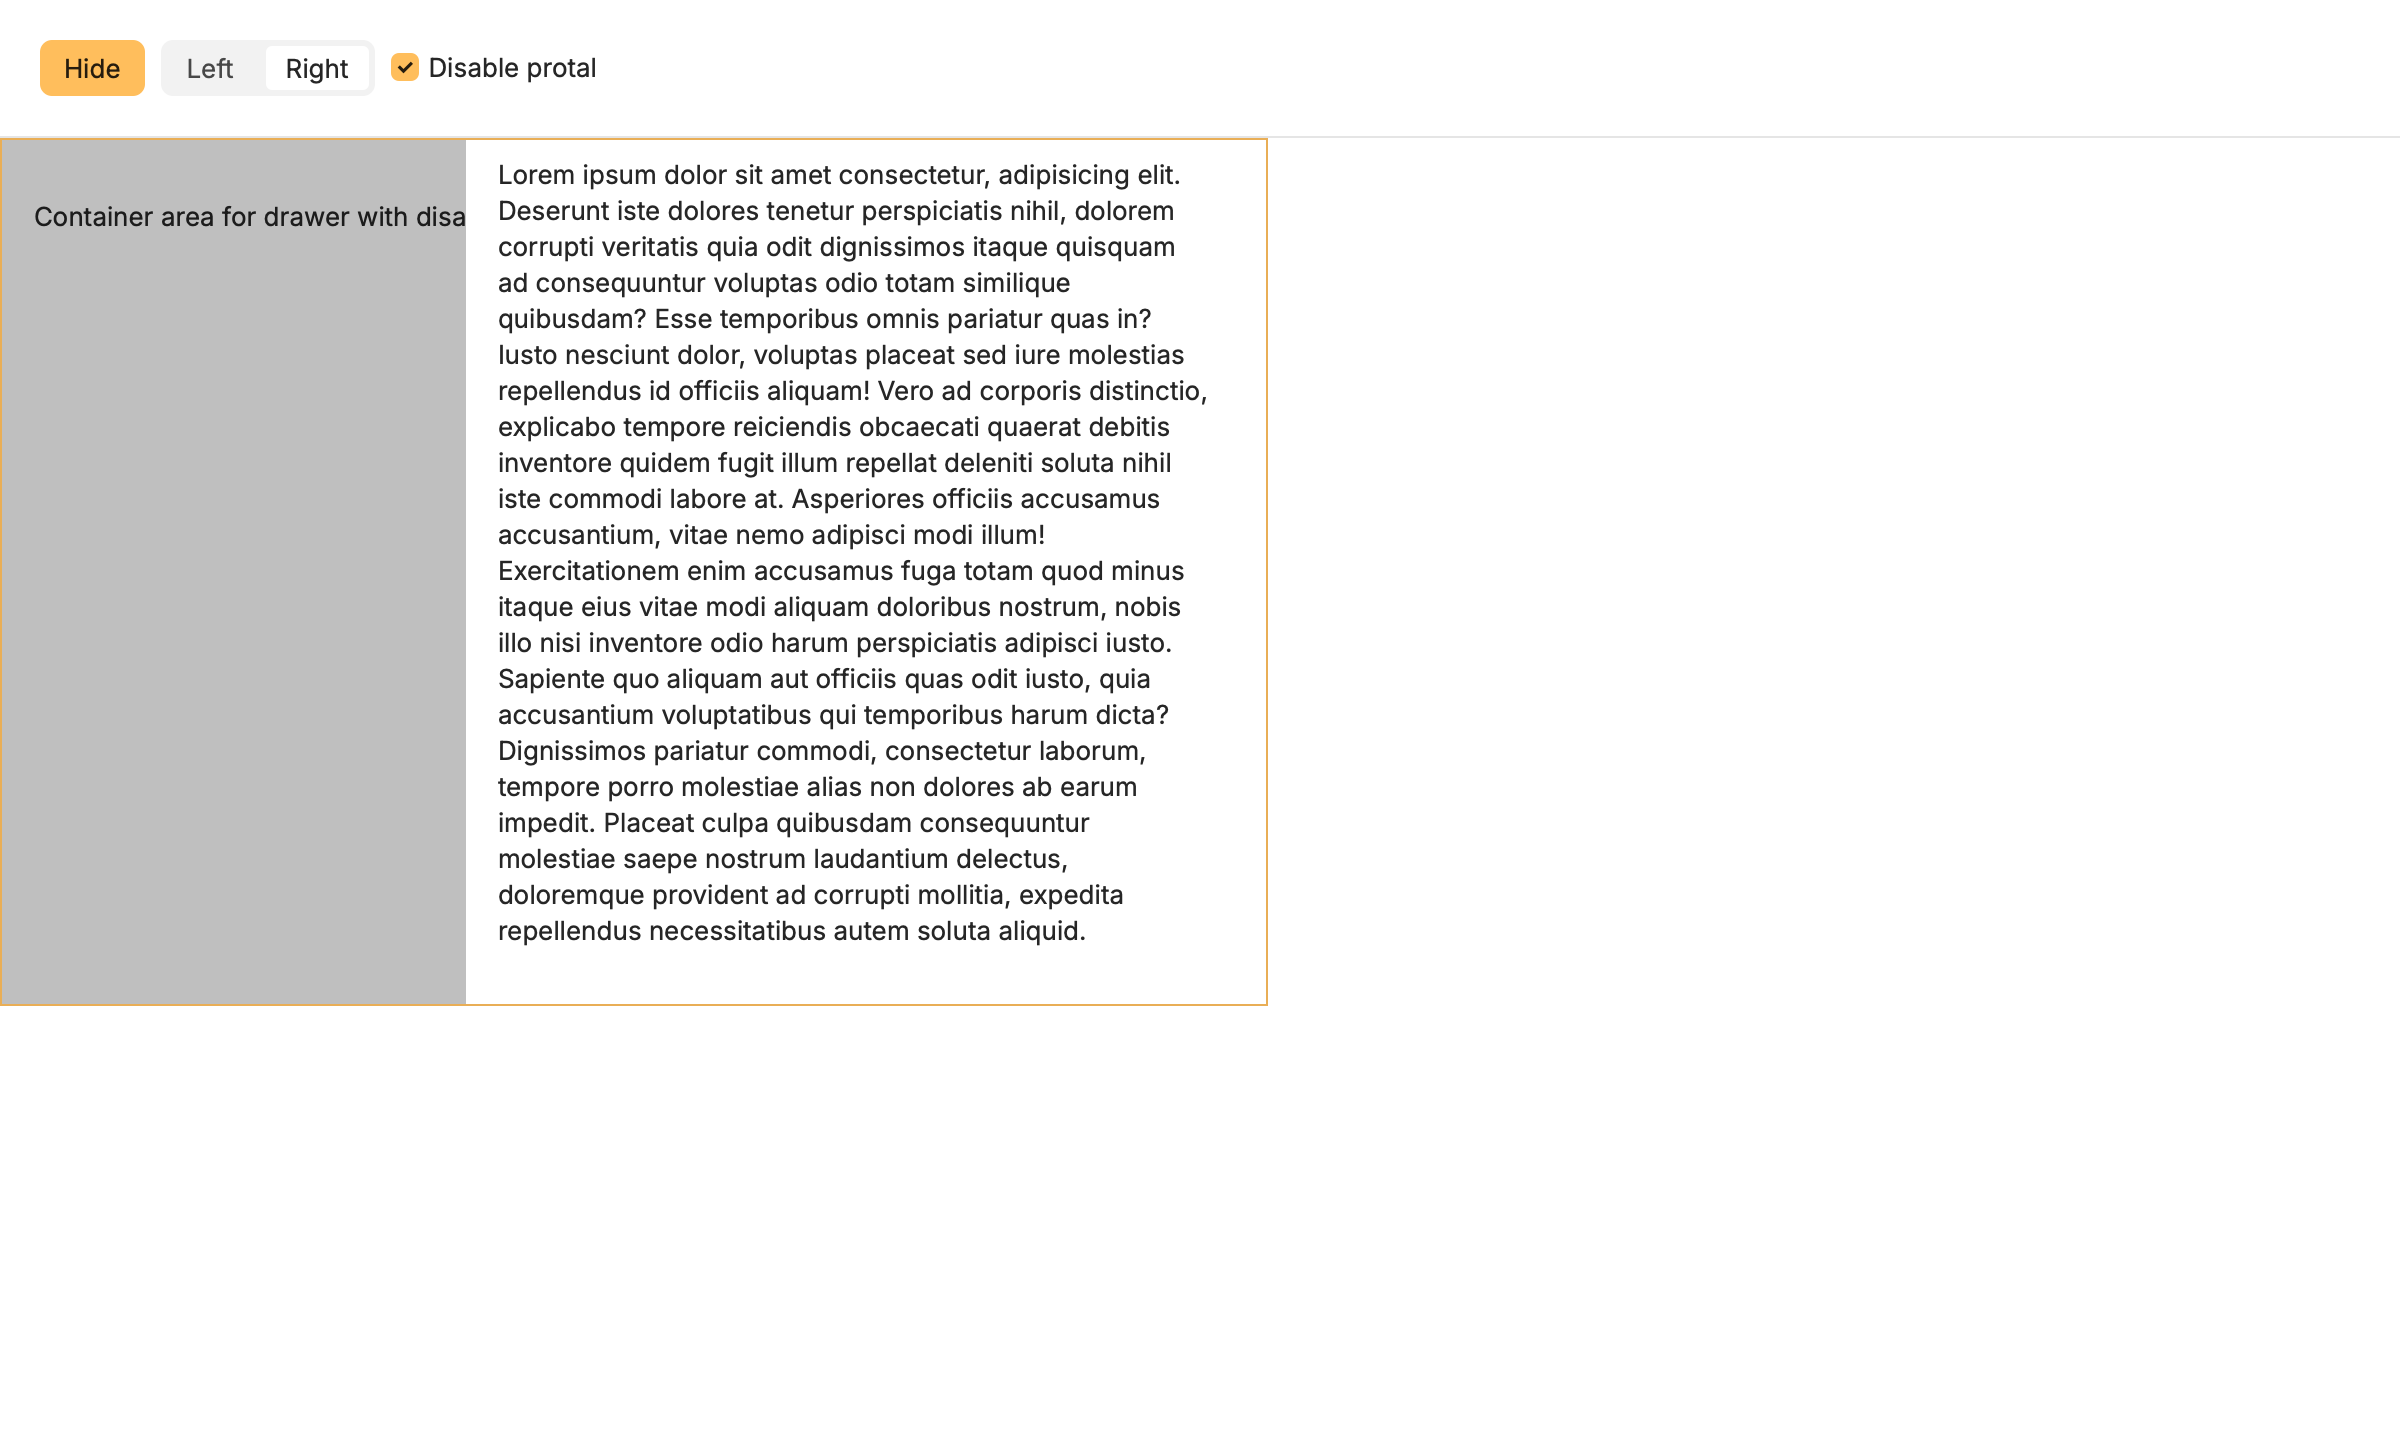 Hide Left Right Disable protal
Container area for drawer with disa
Lorem ipsum dolor sit amet consectetur, adipisicing elit.
Deserunt iste dolores tenetur perspiciatis nihil, dolorem
corrupti veritatis quia odit dignissimos itaque quisquam
ad consequuntur voluptas odio totam similique
quibusdam? Esse temporibus omnis pariatur quas in?
Iusto nesciunt dolor, voluptas placeat sed iure molestias
repellendus id officiis aliquam! Vero ad corporis distinctio,
explicabo tempore reiciendis obcaecati quaerat debitis
inventore quidem fugit illum repellat deleniti soluta nihil
iste commodi labore at. Asperiores officiis accusamus
accusantium, vitae nemo adipisci modi illum!
Exercitationem enim accusamus fuga totam quod minus
itaque eius vitae modi aliquam doloribus nostrum, nobis
illo nisi inventore odio harum perspiciatis adipisci iusto.
Sapiente quo aliquam aut officiis quas odit iusto, quia
accusantium voluptatibus qui temporibus harum dicta?
Dignissimos pariatur commodi, consectetur laborum,
tempore porro molestiae alias non dolores ab earum
impedit. Placeat culpa quibusdam consequuntur
molestiae saepe nostrum laudantium delectus,
doloremque provident ad corrupti mollitia, expedita
repellendus necessitatibus autem soluta aliquid.